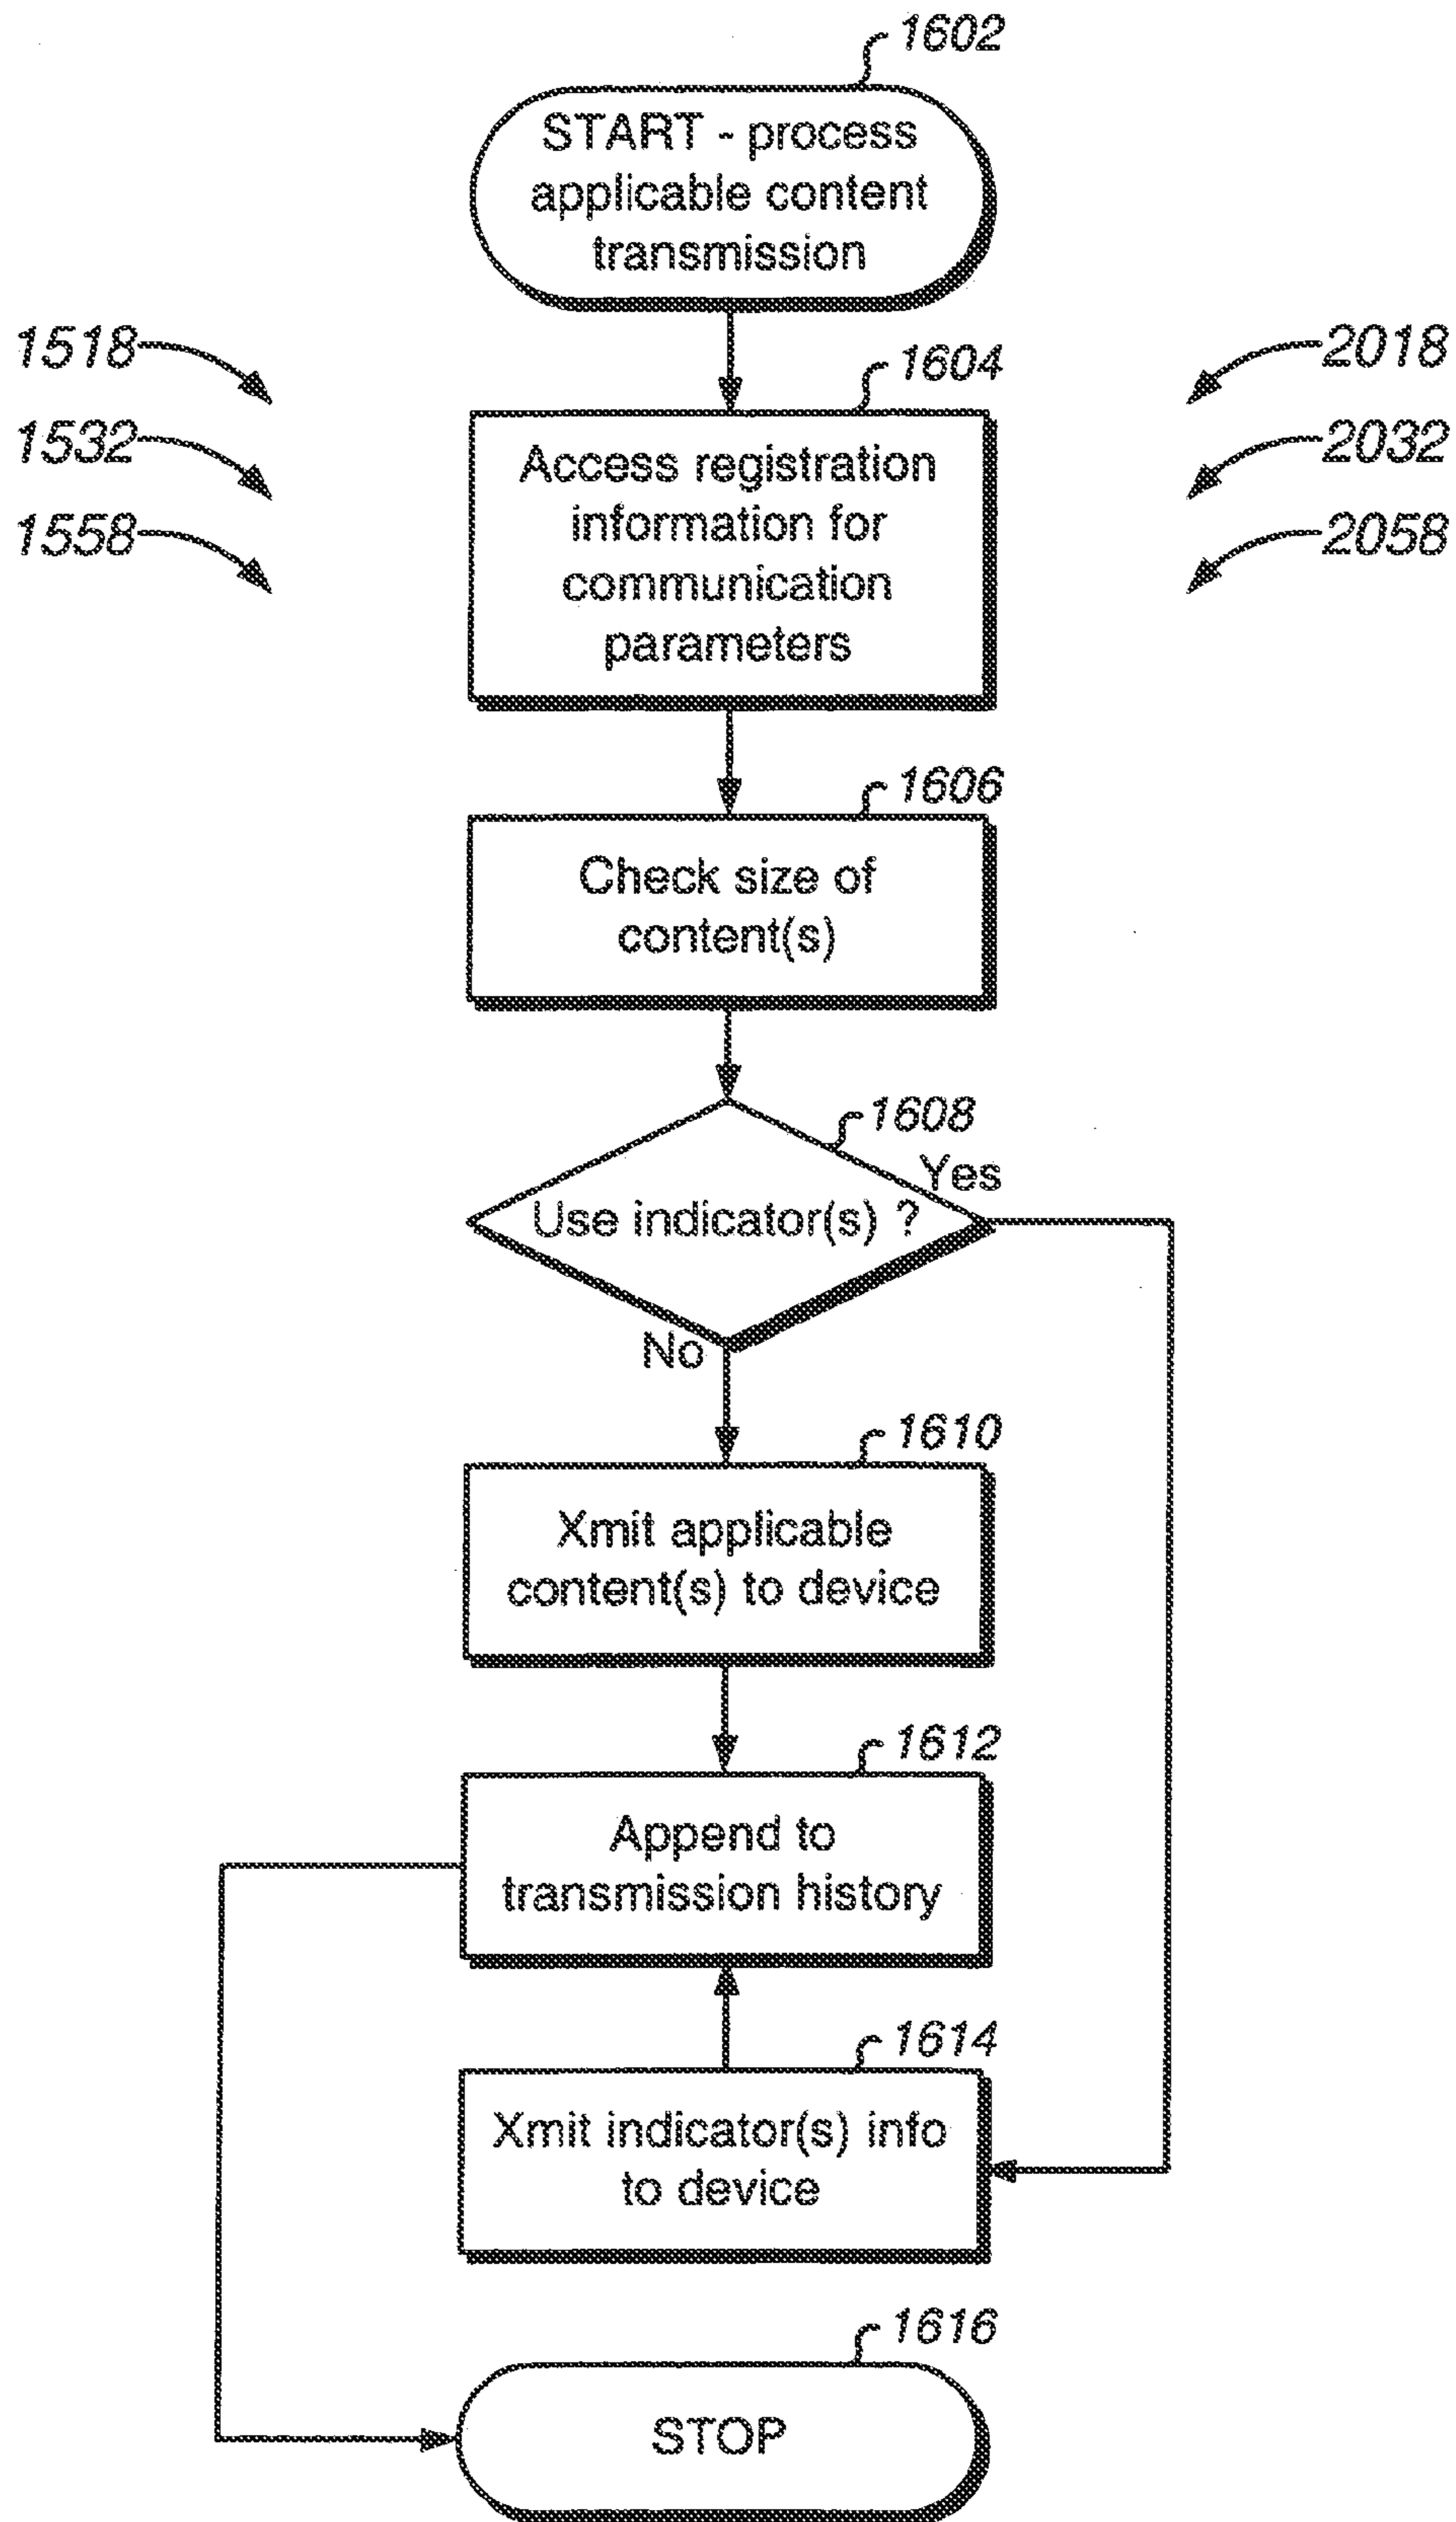 1602
START - process
applicable content
transmission
1518
1532
1558
2018
2032
2058
1604
Access registration
information for
communication
parameters
1606
Check size of
content(s)
1608
Yes
Use indicator(s) ?
No
1610
Xmit applicable
content(s) to device
1612
Append to
transmission history
1614
Xmit indicator(s) info
to device
1616
STOP